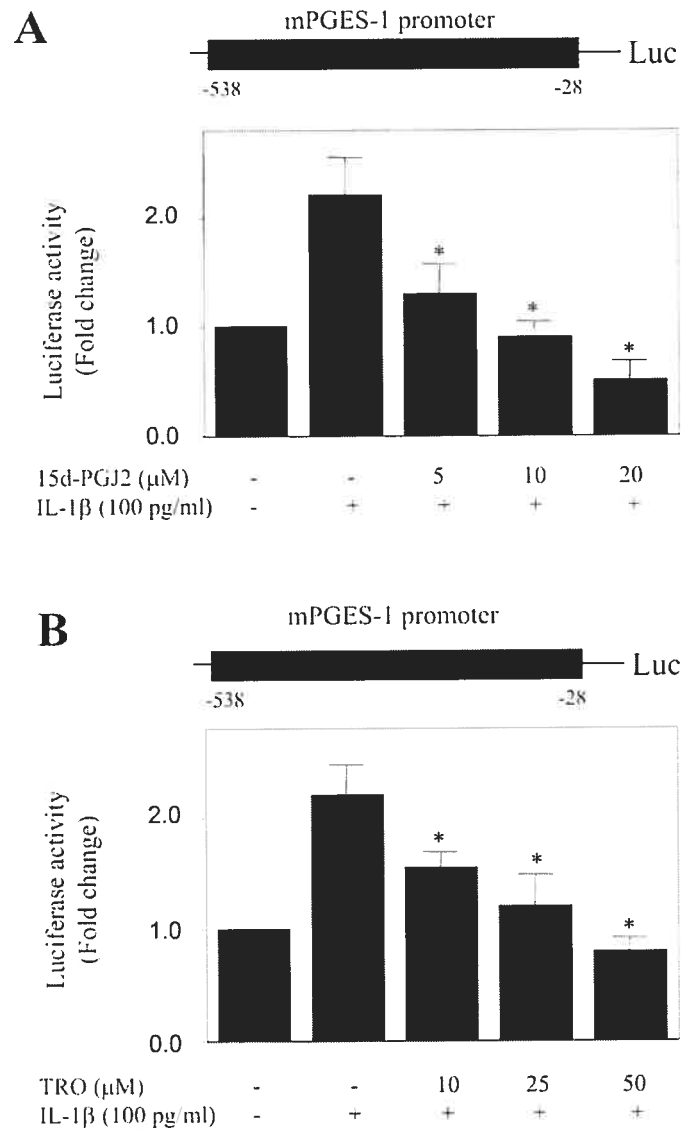 A
mPGES-1 promoter
Luc
-538 -28
Luciferase activity
(Fold change)
2.0
1.0
0.0
* * *
15d-PGJ2 (µM) - - 5 10 20
IL-1β (100 pg/ml) - + + + +
B
mPGES-1 promoter
Luc
-538 -28
Luciferase activity
(Fold change)
2.0
1.0
0.0
* * *
TRO (µM) - - 10 25 50
IL-1β (100 pg/ml) - + + + +